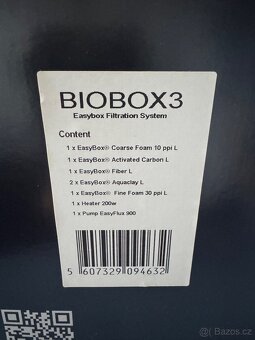 BIOBOX3
Easybox Filtration System
Content
1 x EasyBox® Coarse Foam 10 ppi L
1 x EasyBox® Activated Carbon L
1 x EasyBox® Fiber L
2 x EasyBox® Aquaclay L
1 x EasyBox® Fine Foam 30 ppi L
1 x Heater 200w
1 x Pump EasyFlux 900
5 607329 094632
Bazoš.cz